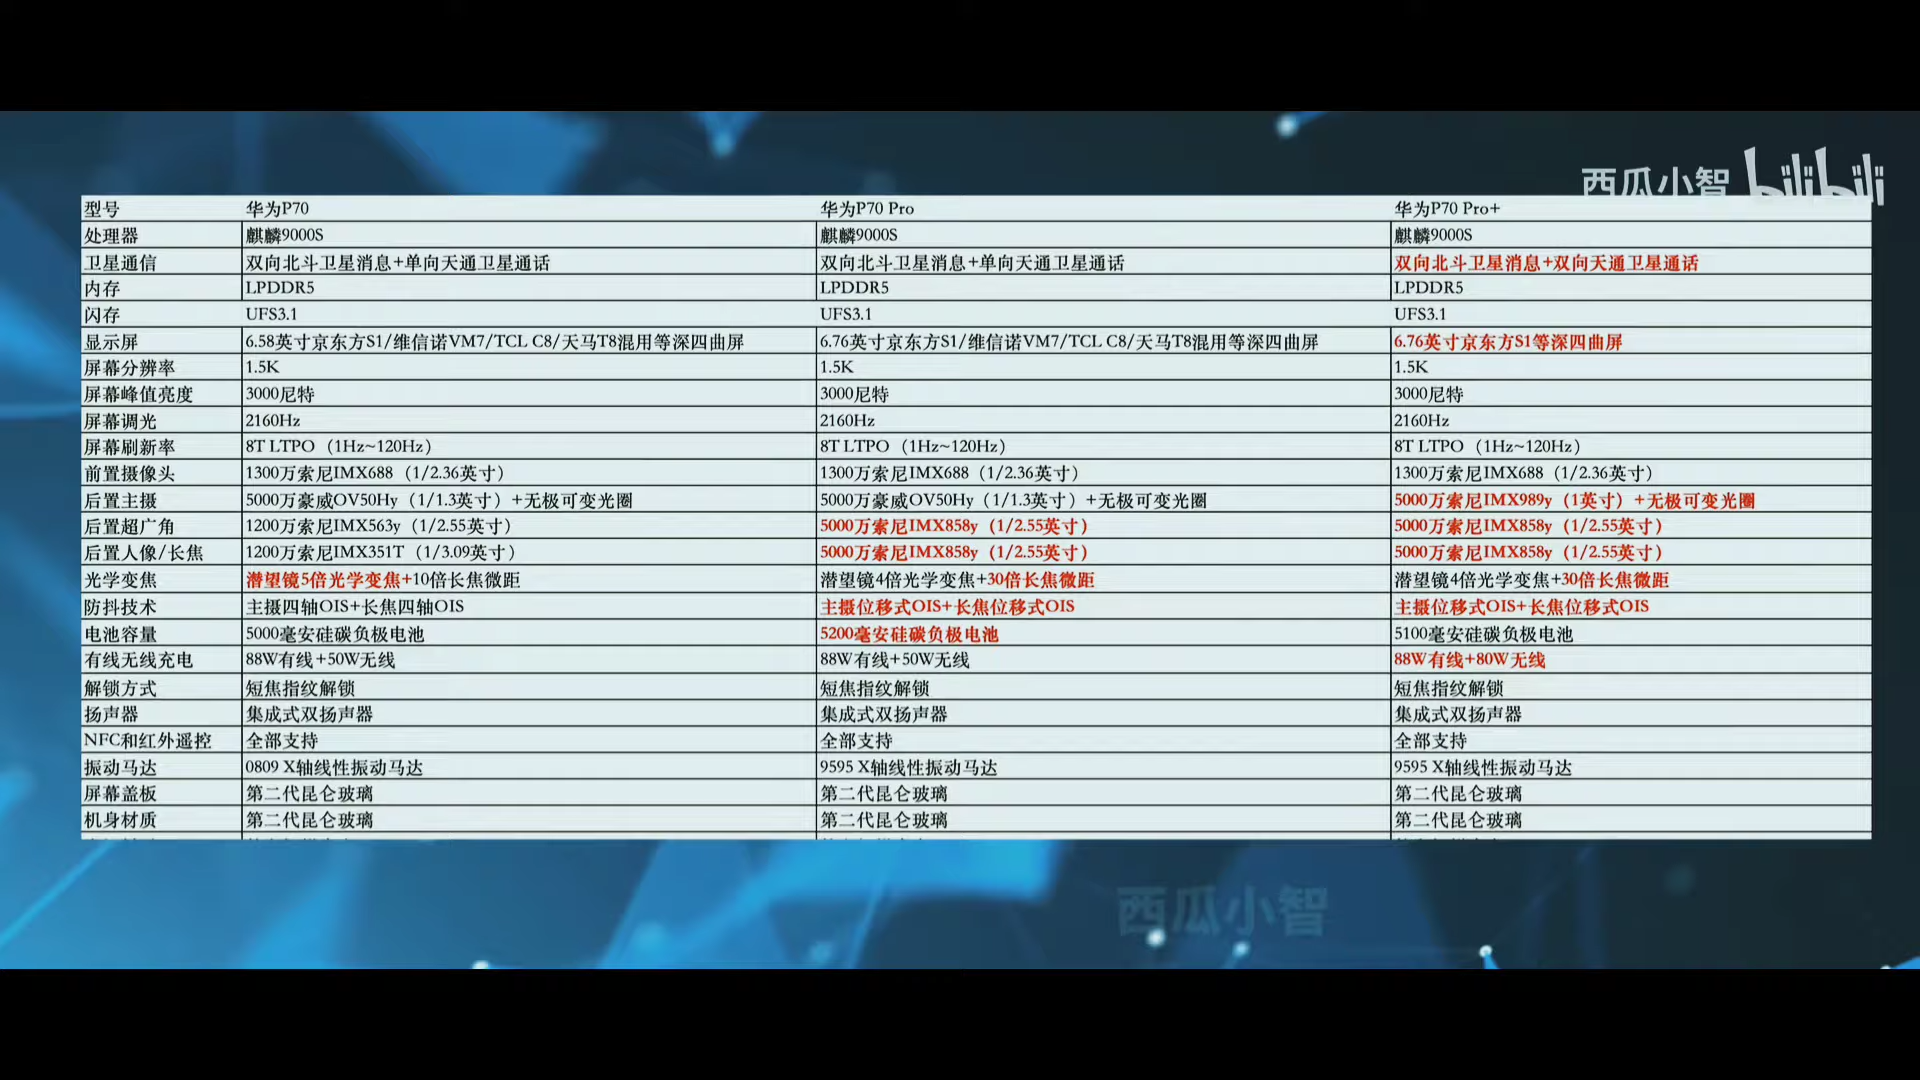 西瓜小智 bilibili
型号 华为P70 华为P70 Pro 华为P70 Pro+
处理器 麒麟9000S 麒麟9000S 麒麟9000S
卫星通信 双向北斗卫星消息+单向天通卫星通话 双向北斗卫星消息+单向天通卫星通话 双向北斗卫星消息+双向天通卫星通话
内存 LPDDR5 LPDDR5 LPDDR5
闪存 UFS3.1 UFS3.1 UFS3.1
显示屏 6.58英寸京东方S1/维信诺VM7/TCL C8/天马T8混用等深四曲屏 6.76英寸京东方S1/维信诺VM7/TCL C8/天马T8混用等深四曲屏 6.76英寸京东方S1等深四曲屏
屏幕分辨率 1.5K 1.5K 1.5K
屏幕峰值亮度 3000尼特 3000尼特 3000尼特
屏幕调光 2160Hz 2160Hz 2160Hz
屏幕刷新率 8T LTPO（1Hz~120Hz） 8T LTPO（1Hz~120Hz） 8T LTPO（1Hz~120Hz）
前置摄像头 1300万索尼IMX688（1/2.36英寸） 1300万索尼IMX688（1/2.36英寸） 1300万索尼IMX688（1/2.36英寸）
后置主摄 5000万豪威OV50Hy（1/1.3英寸）+无极可变光圈 5000万豪威OV50Hy（1/1.3英寸）+无极可变光圈 5000万索尼IMX989y（1英寸）+无极可变光圈
后置超广角 1200万索尼IMX563y（1/2.55英寸） 5000万索尼IMX858y（1/2.55英寸） 5000万索尼IMX858y（1/2.55英寸）
后置人像/长焦 1200万索尼IMX351T（1/3.09英寸） 5000万索尼IMX858y（1/2.55英寸） 5000万索尼IMX858y（1/2.55英寸）
光学变焦 潜望镜5倍光学变焦+10倍长焦微距 潜望镜4倍光学变焦+30倍长焦微距 潜望镜4倍光学变焦+30倍长焦微距
防抖技术 主摄四轴OIS+长焦四轴OIS 主摄位移式OIS+长焦位移式OIS 主摄位移式OIS+长焦位移式OIS
电池容量 5000毫安硅碳负极电池 5200毫安硅碳负极电池 5100毫安硅碳负极电池
有线无线充电 88W有线+50W无线 88W有线+50W无线 88W有线+80W无线
解锁方式 短焦指纹解锁 短焦指纹解锁 短焦指纹解锁
扬声器 集成式双扬声器 集成式双扬声器 集成式双扬声器
NFC和红外遥控 全部支持 全部支持 全部支持
振动马达 0809 X轴线性振动马达 9595 X轴线性振动马达 9595 X轴线性振动马达
屏幕盖板 第二代昆仑玻璃 第二代昆仑玻璃 第二代昆仑玻璃
机身材质 第二代昆仑玻璃 第二代昆仑玻璃 第二代昆仑玻璃
西瓜小智